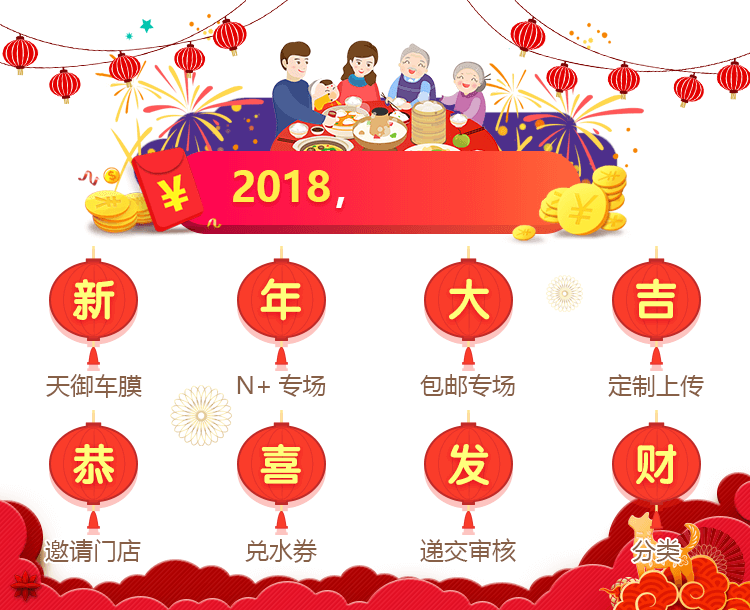 ¥ 2018, ¥
新 年 大 吉
天御车膜 N+ 专场 包邮专场 定制上传
恭 喜 发 财
邀请门店 兑水券 递交审核 分类